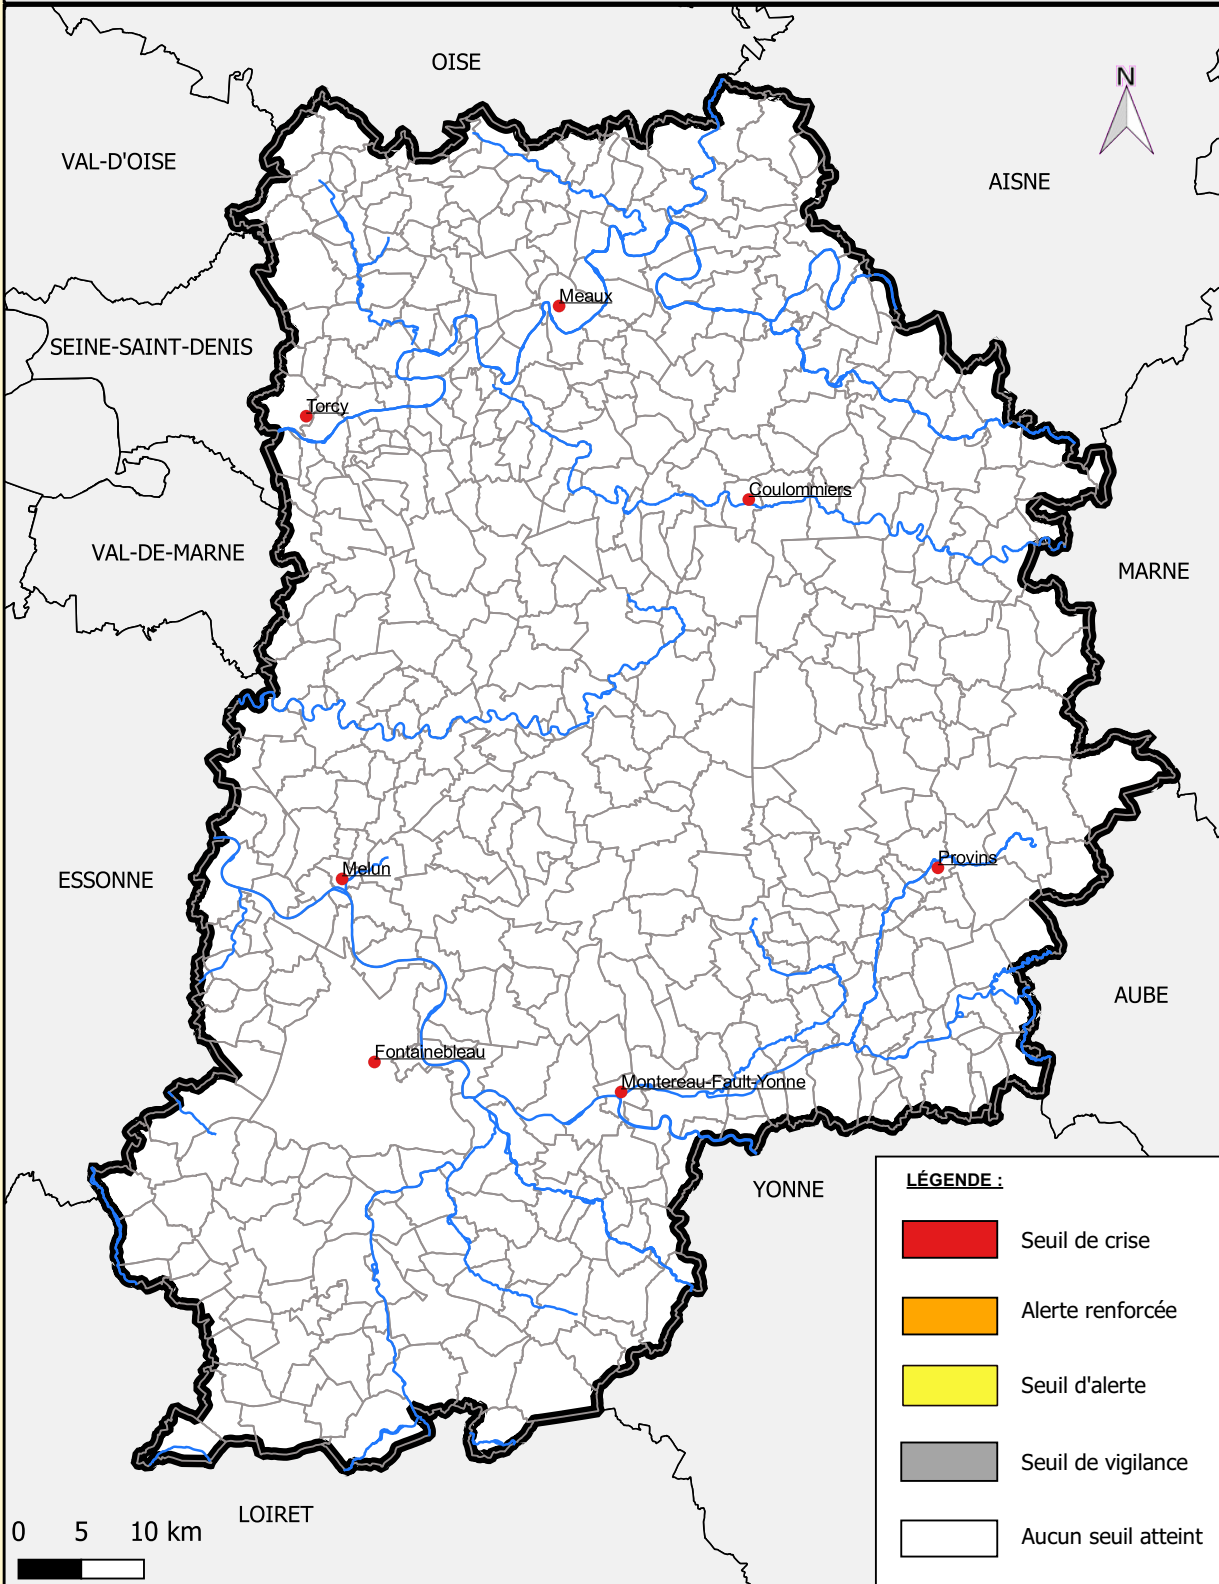 OISE
N
VAL-D'OISE
AISNE
Meaux
SEINE-SAINT-DENIS
Torcy
Coulommiers
VAL-DE-MARNE
MARNE
Provins
Melun
ESSONNE
AUBE
Fontainebleau
Montereau-Fault-Yonne
YONNE
LÉGENDE :
Seuil de crise
Alerte renforcée
Seuil d'alerte
Seuil de vigilance
Aucun seuil atteint
LOIRET
0 5 10 km